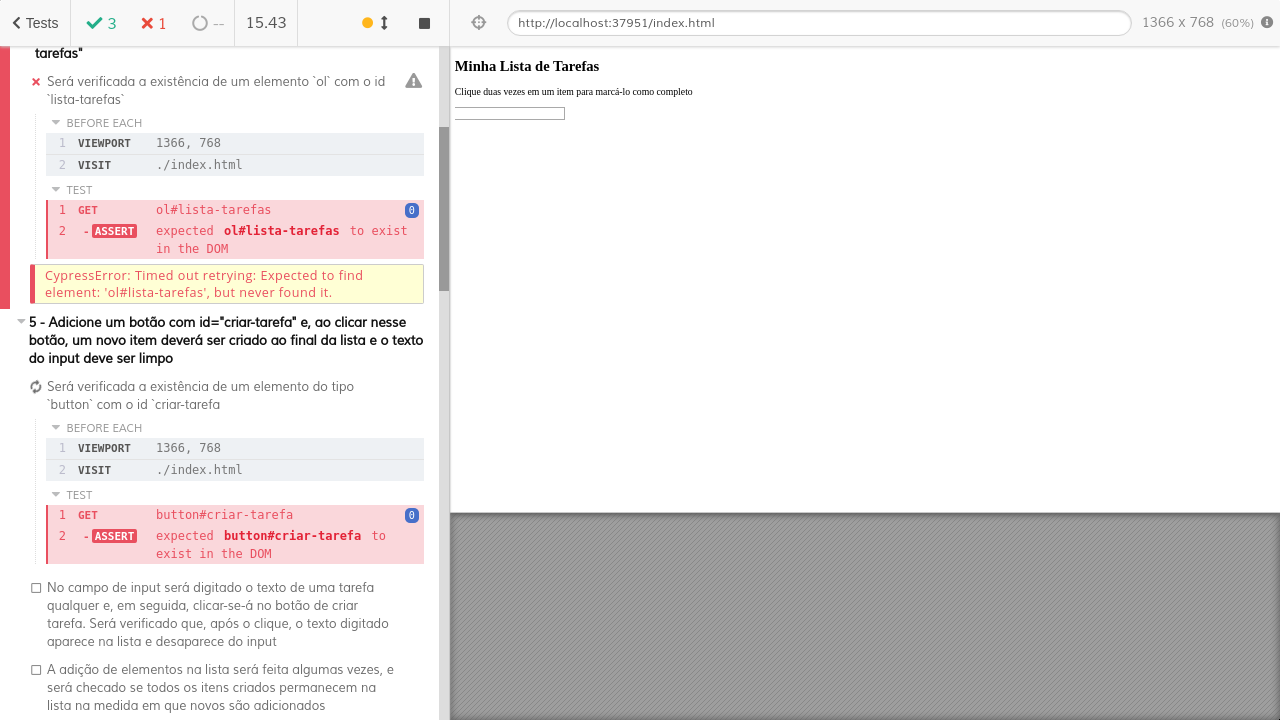 Tests
3
1
--
15.43
http://localhost:37951/index.html
1366 x 768 (60%)
tarefas"
Será verificada a existência de um elemento `ol` com o id
`lista-tarefas`
BEFORE EACH
1 VIEWPORT 1366, 768
2 VISIT ./index.html
TEST
1 GET ol#lista-tarefas 0
2 -ASSERT expected ol#lista-tarefas to exist
in the DOM
CypressError: Timed out retrying: Expected to find
element: 'ol#lista-tarefas', but never found it.
5 - Adicione um botão com id="criar-tarefa" e, ao clicar nesse
botão, um novo item deverá ser criado ao final da lista e o texto
do input deve ser limpo
Será verificada a existência de um elemento do tipo
`button` com o id `criar-tarefa
BEFORE EACH
1 VIEWPORT 1366, 768
2 VISIT ./index.html
TEST
1 GET button#criar-tarefa 0
2 -ASSERT expected button#criar-tarefa to
exist in the DOM
No campo de input será digitado o texto de uma tarefa
qualquer e, em seguida, clicar-se-á no botão de criar
tarefa. Será verificado que, após o clique, o texto digitado
aparece na lista e desaparece do input
A adição de elementos na lista será feita algumas vezes, e
será checado se todos os itens criados permanecem na
lista na medida em que novos são adicionados
Minha Lista de Tarefas
Clique duas vezes em um item para marcá-lo como completo